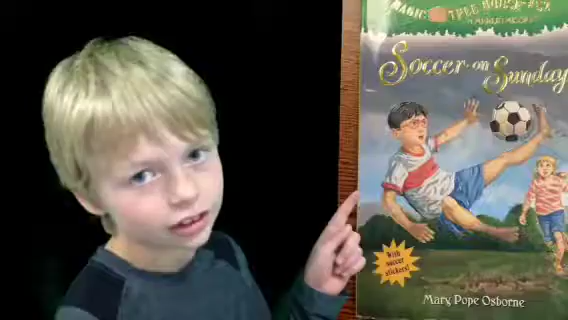 MAGIC TREE HOUSE
Soccer on Sunday
With
soccer
stickers!
Mary Pope Osborne